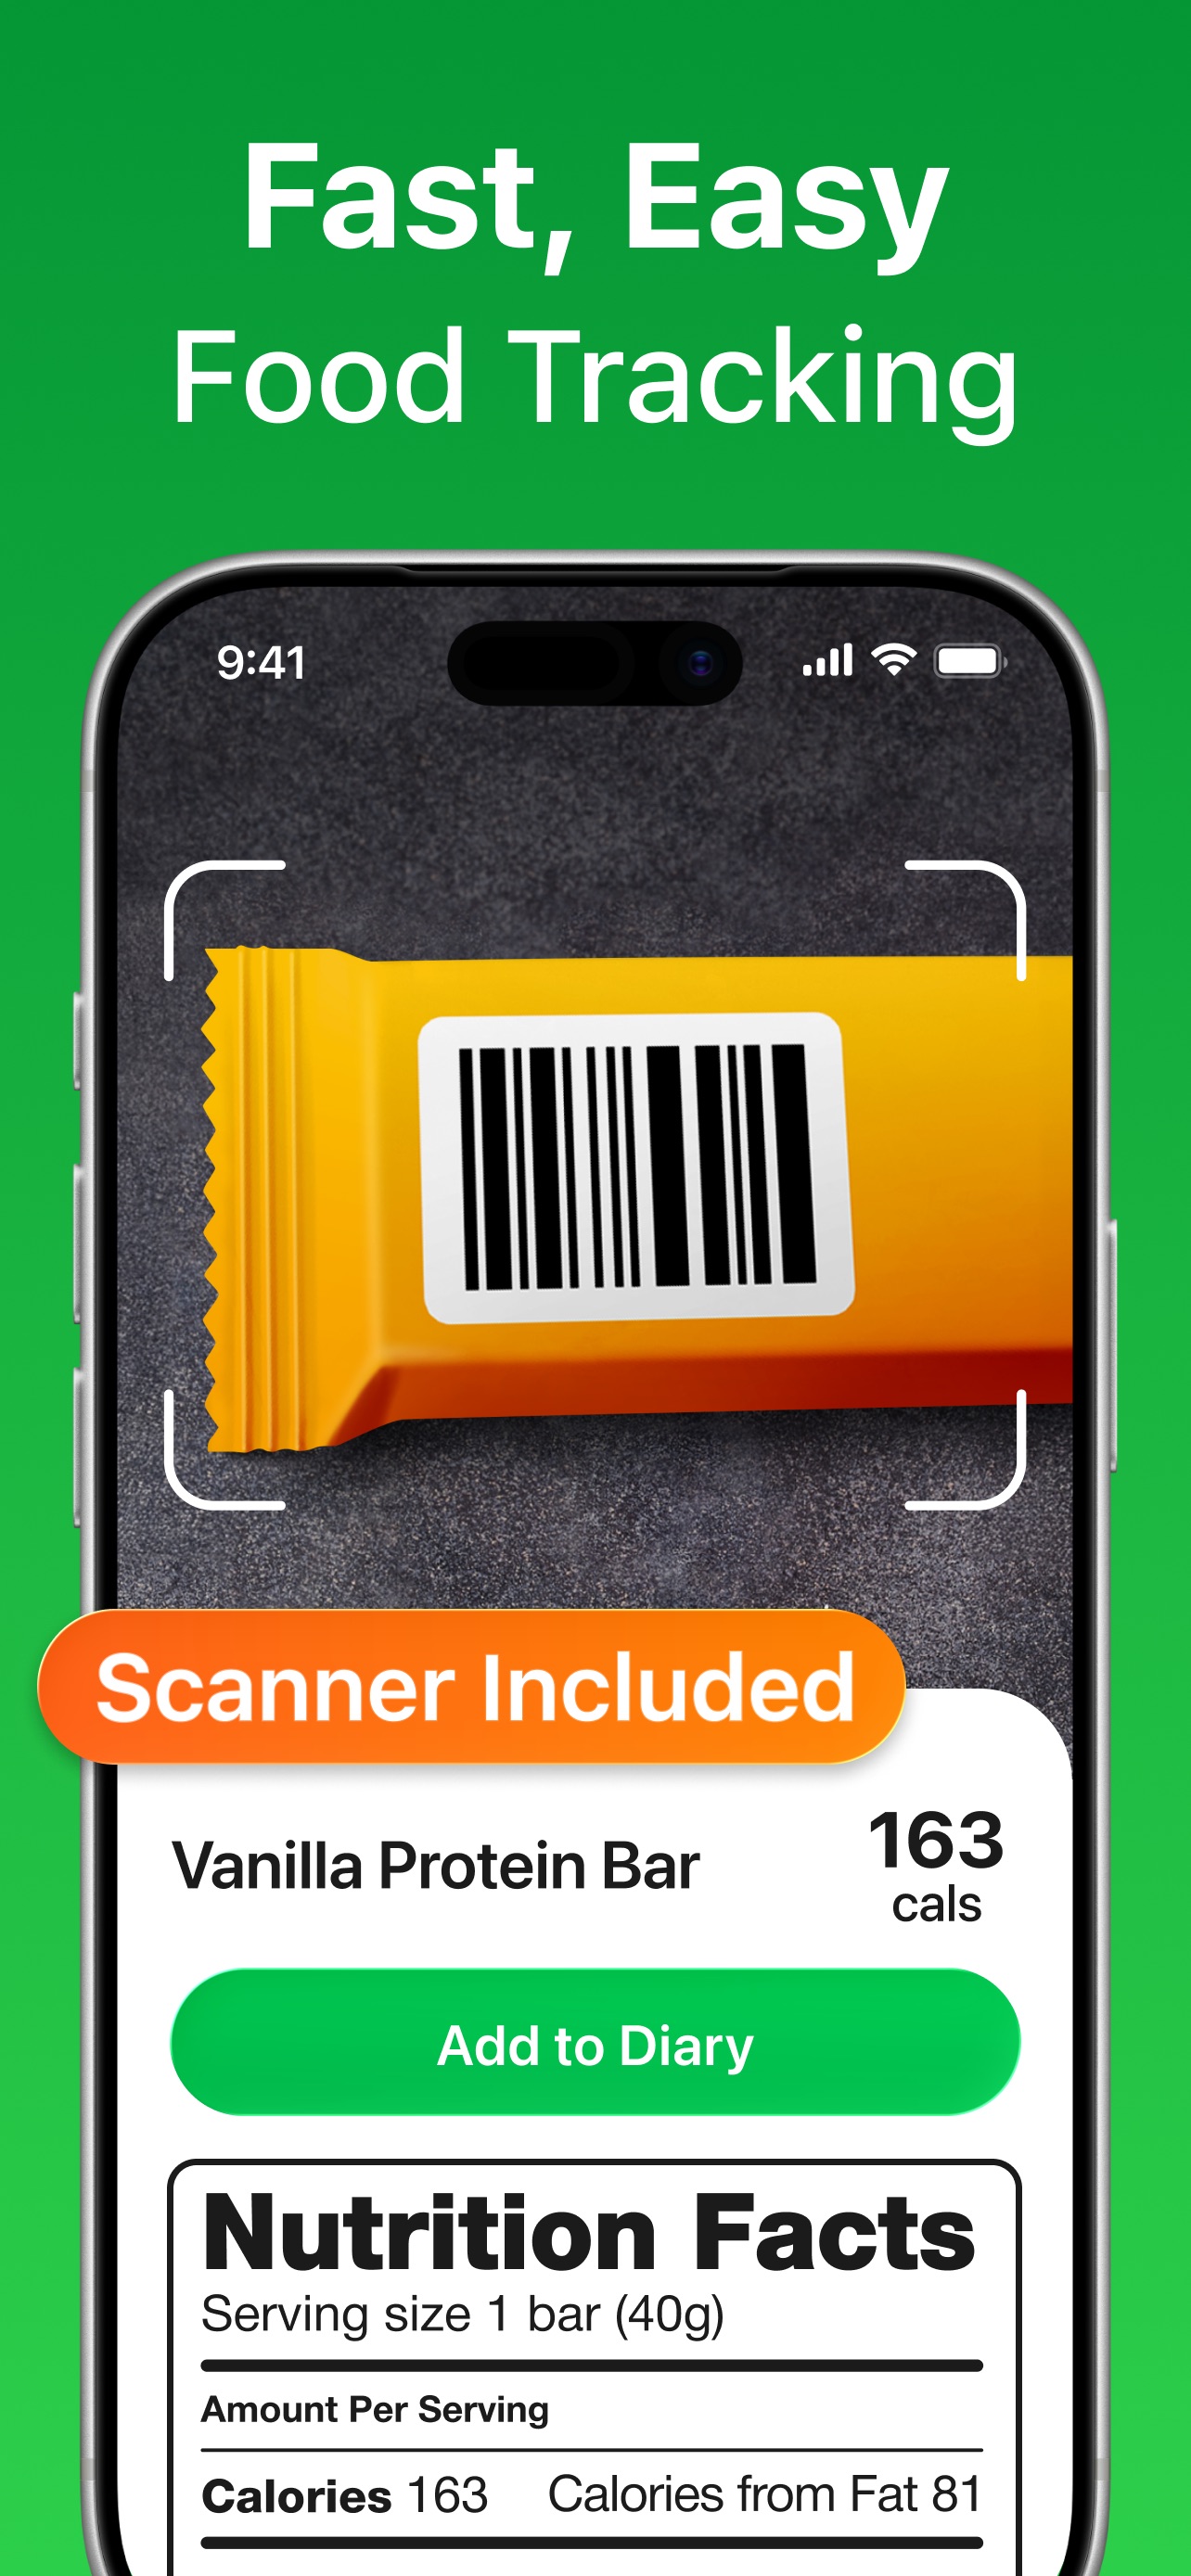 Fast, Easy
Food Tracking
9:41
Scanner Included
Vanilla Protein Bar
163
cals
Add to Diary
Nutrition Facts
Serving size 1 bar (40g)
Amount Per Serving
Calories 163 Calories from Fat 81